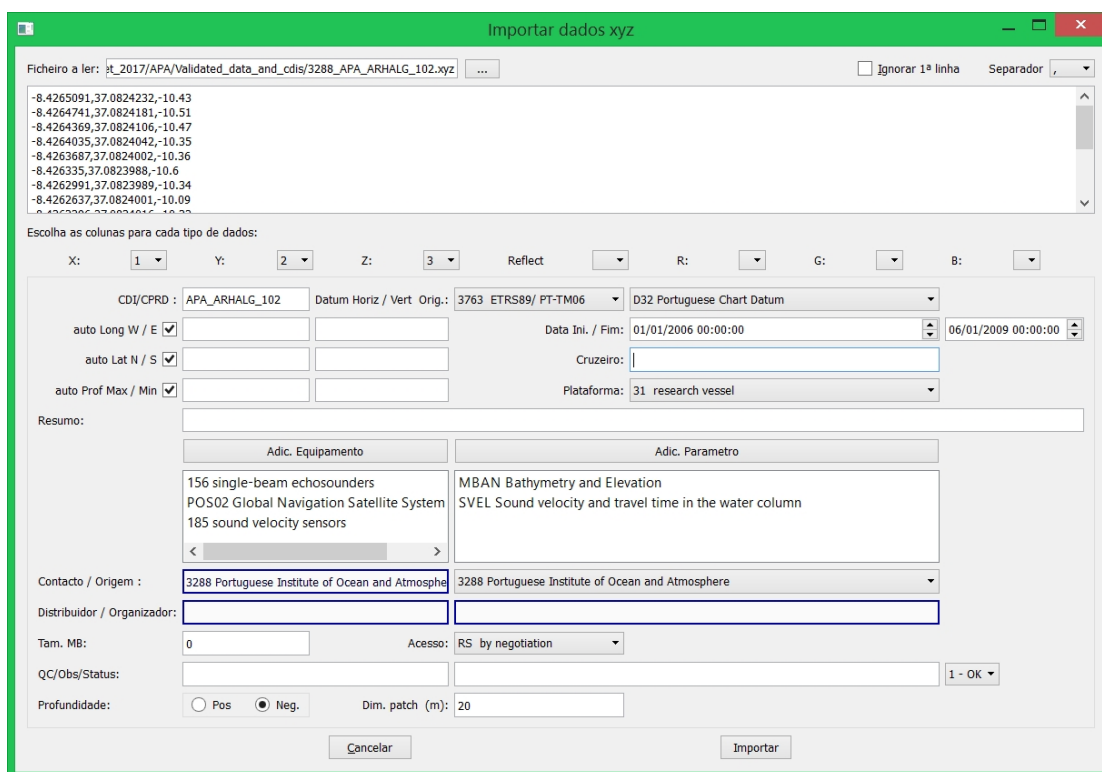 Importar dados xyz
Ficheiro a ler: et_2017/APA/Validated_data_and_cdis/3288_APA_ARHALG_102.xyz ... Ignorar 1ª linha Separador ,
-8.4265091,37.0824232,-10.43
-8.4264741,37.0824181,-10.51
-8.4264369,37.0824106,-10.47
-8.4264035,37.0824042,-10.35
-8.4263687,37.0824002,-10.36
-8.426335,37.0823988,-10.6
-8.4262991,37.0823989,-10.34
-8.4262637,37.0824001,-10.09
Escolha as colunas para cada tipo de dados:
X: 1 Y: 2 Z: 3 Reflect R: G: B:
CDI/CPRD : APA_ARHALG_102 Datum Horiz / Vert Orig.: 3763 ETRS89/ PT-TM06 D32 Portuguese Chart Datum
auto Long W / E Data Ini. / Fim: 01/01/2006 00:00:00 06/01/2009 00:00:00
auto Lat N / S Cruzeiro:
auto Prof Max / Min Plataforma: 31 research vessel
Resumo:
Adic. Equipamento Adic. Parametro
156 single-beam echosounders MBAN Bathymetry and Elevation
POS02 Global Navigation Satellite System SVEL Sound velocity and travel time in the water column
185 sound velocity sensors
Contacto / Origem : 3288 Portuguese Institute of Ocean and Atmosphe 3288 Portuguese Institute of Ocean and Atmosphere
Distribuidor / Organizador:
Tam. MB: 0 Acesso: RS by negotiation
QC/Obs/Status: 1 - OK
Profundidade: Pos Neg. Dim. patch (m): 20
Cancelar Importar